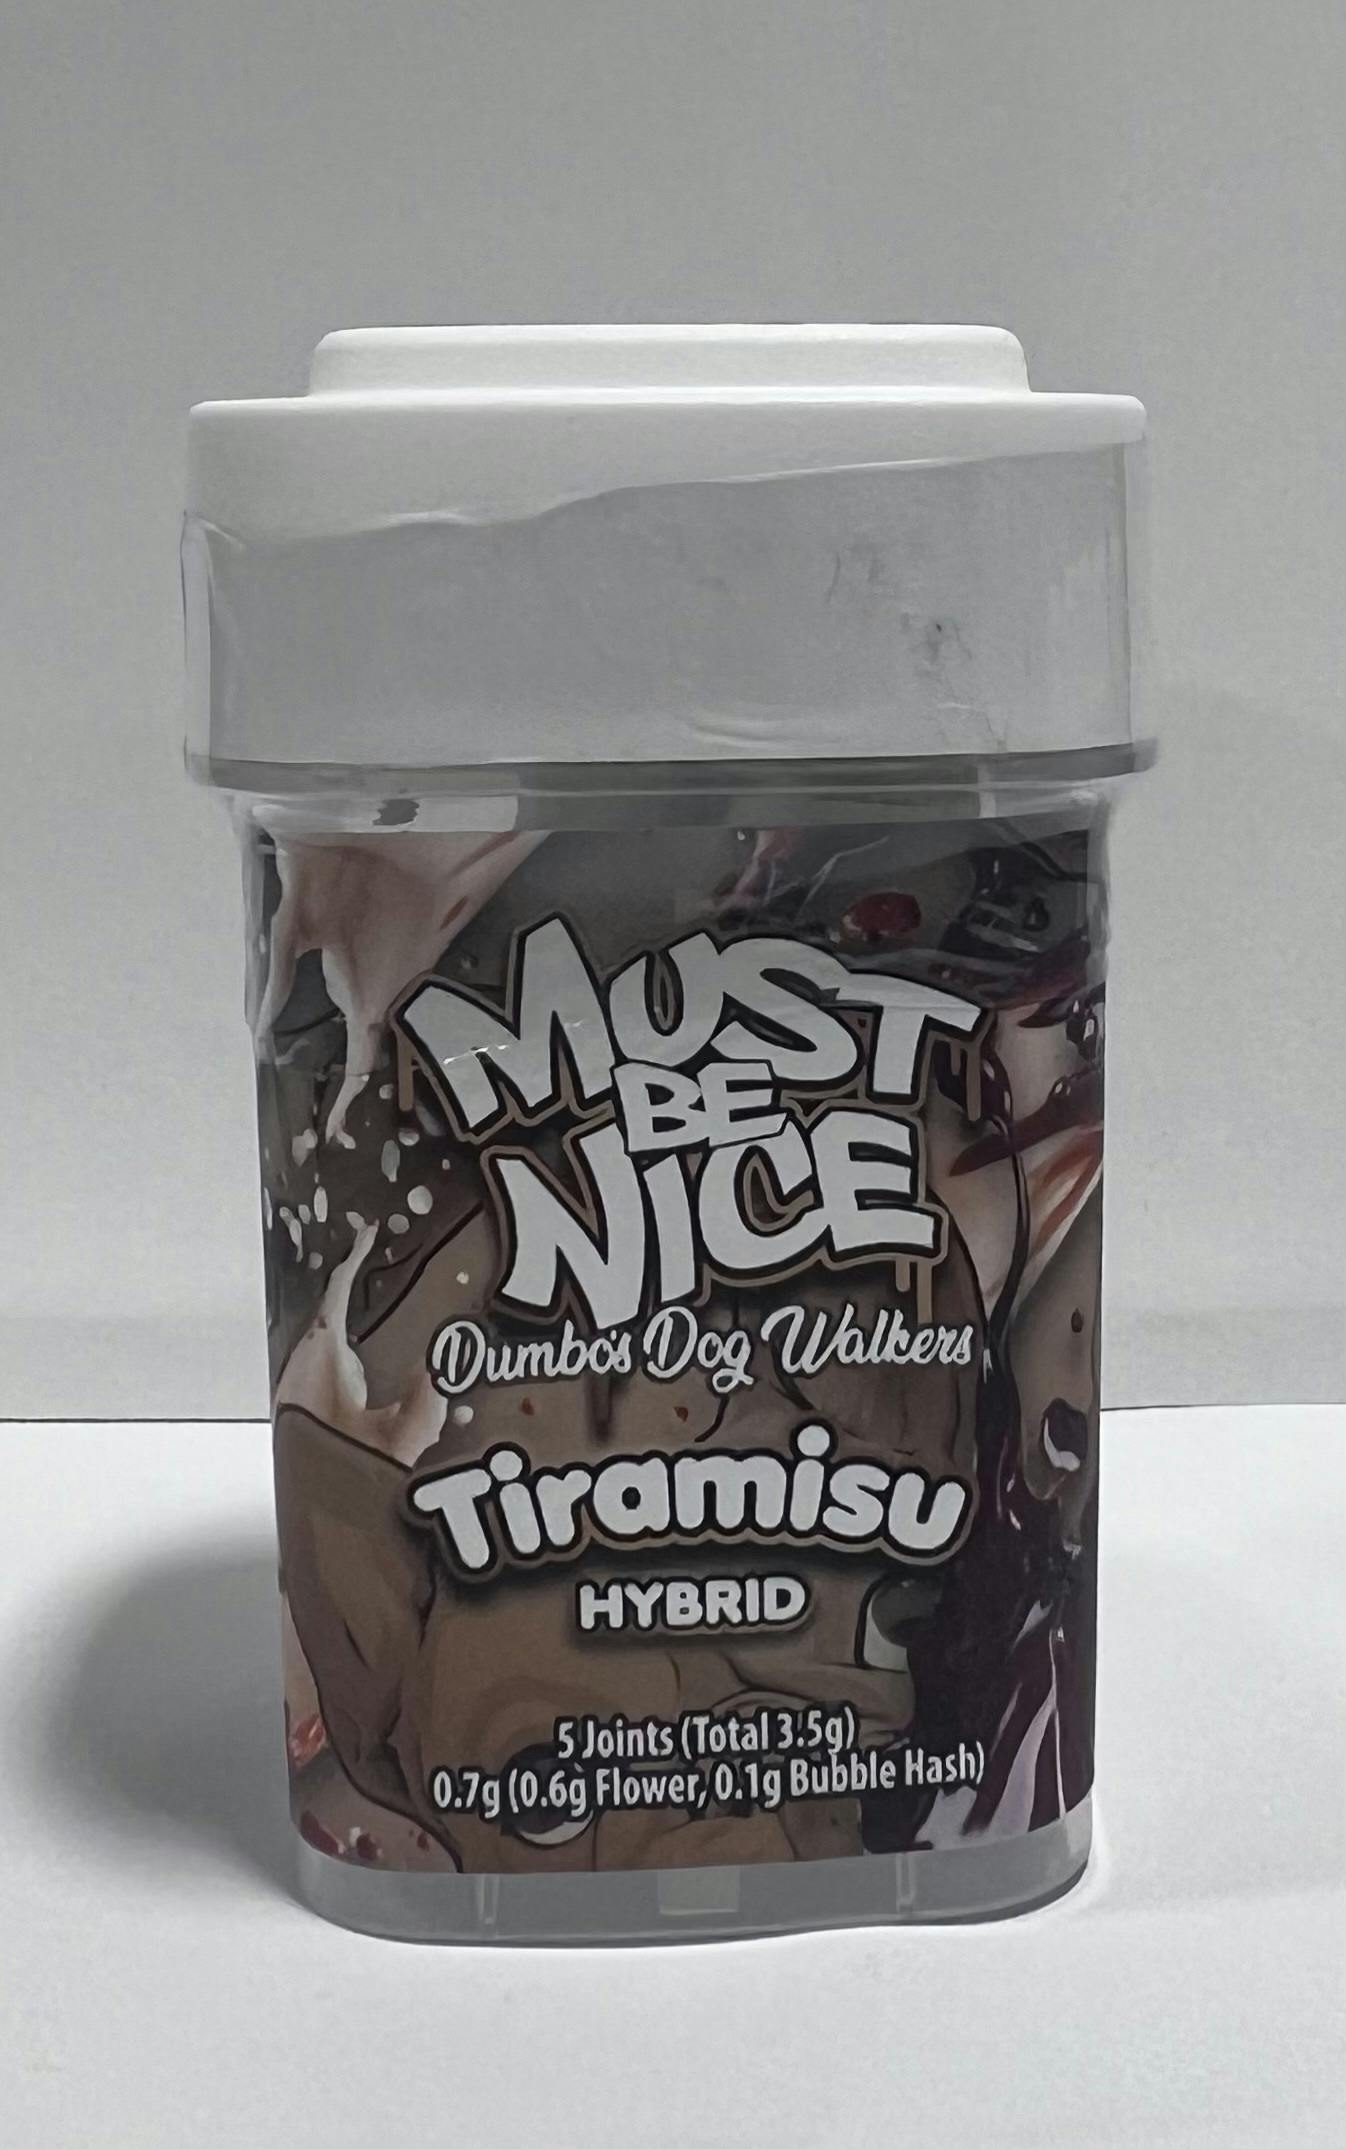 MUST
BE
NICE
Dumbo's Dog Walkers
Tiramisu
HYBRID
5 Joints (Total 3.5g)
0.7g (0.6g Flower, 0.1g Bubble Hash)